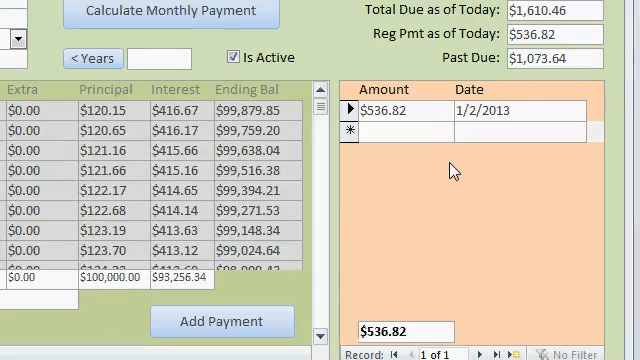 Calculate Monthly Payment
Total Due as of Today: $1,610.46
Reg Pmt as of Today: $536.82
< Years
Is Active
Past Due: $1,073.64
Extra Principal Interest Ending Bal
$0.00 $120.15 $416.67 $99,879.85
$0.00 $120.65 $416.17 $99,759.20
$0.00 $121.16 $415.66 $99,638.04
$0.00 $121.66 $415.16 $99,516.38
$0.00 $122.17 $414.65 $99,394.21
$0.00 $122.68 $414.14 $99,271.53
$0.00 $123.19 $413.63 $99,148.34
$0.00 $123.70 $413.12 $99,024.64
$0.00 $100,000.00 $93,256.34
Add Payment
Amount Date
$536.82 1/2/2013
$536.82
Record: 1 of 1 No Filter